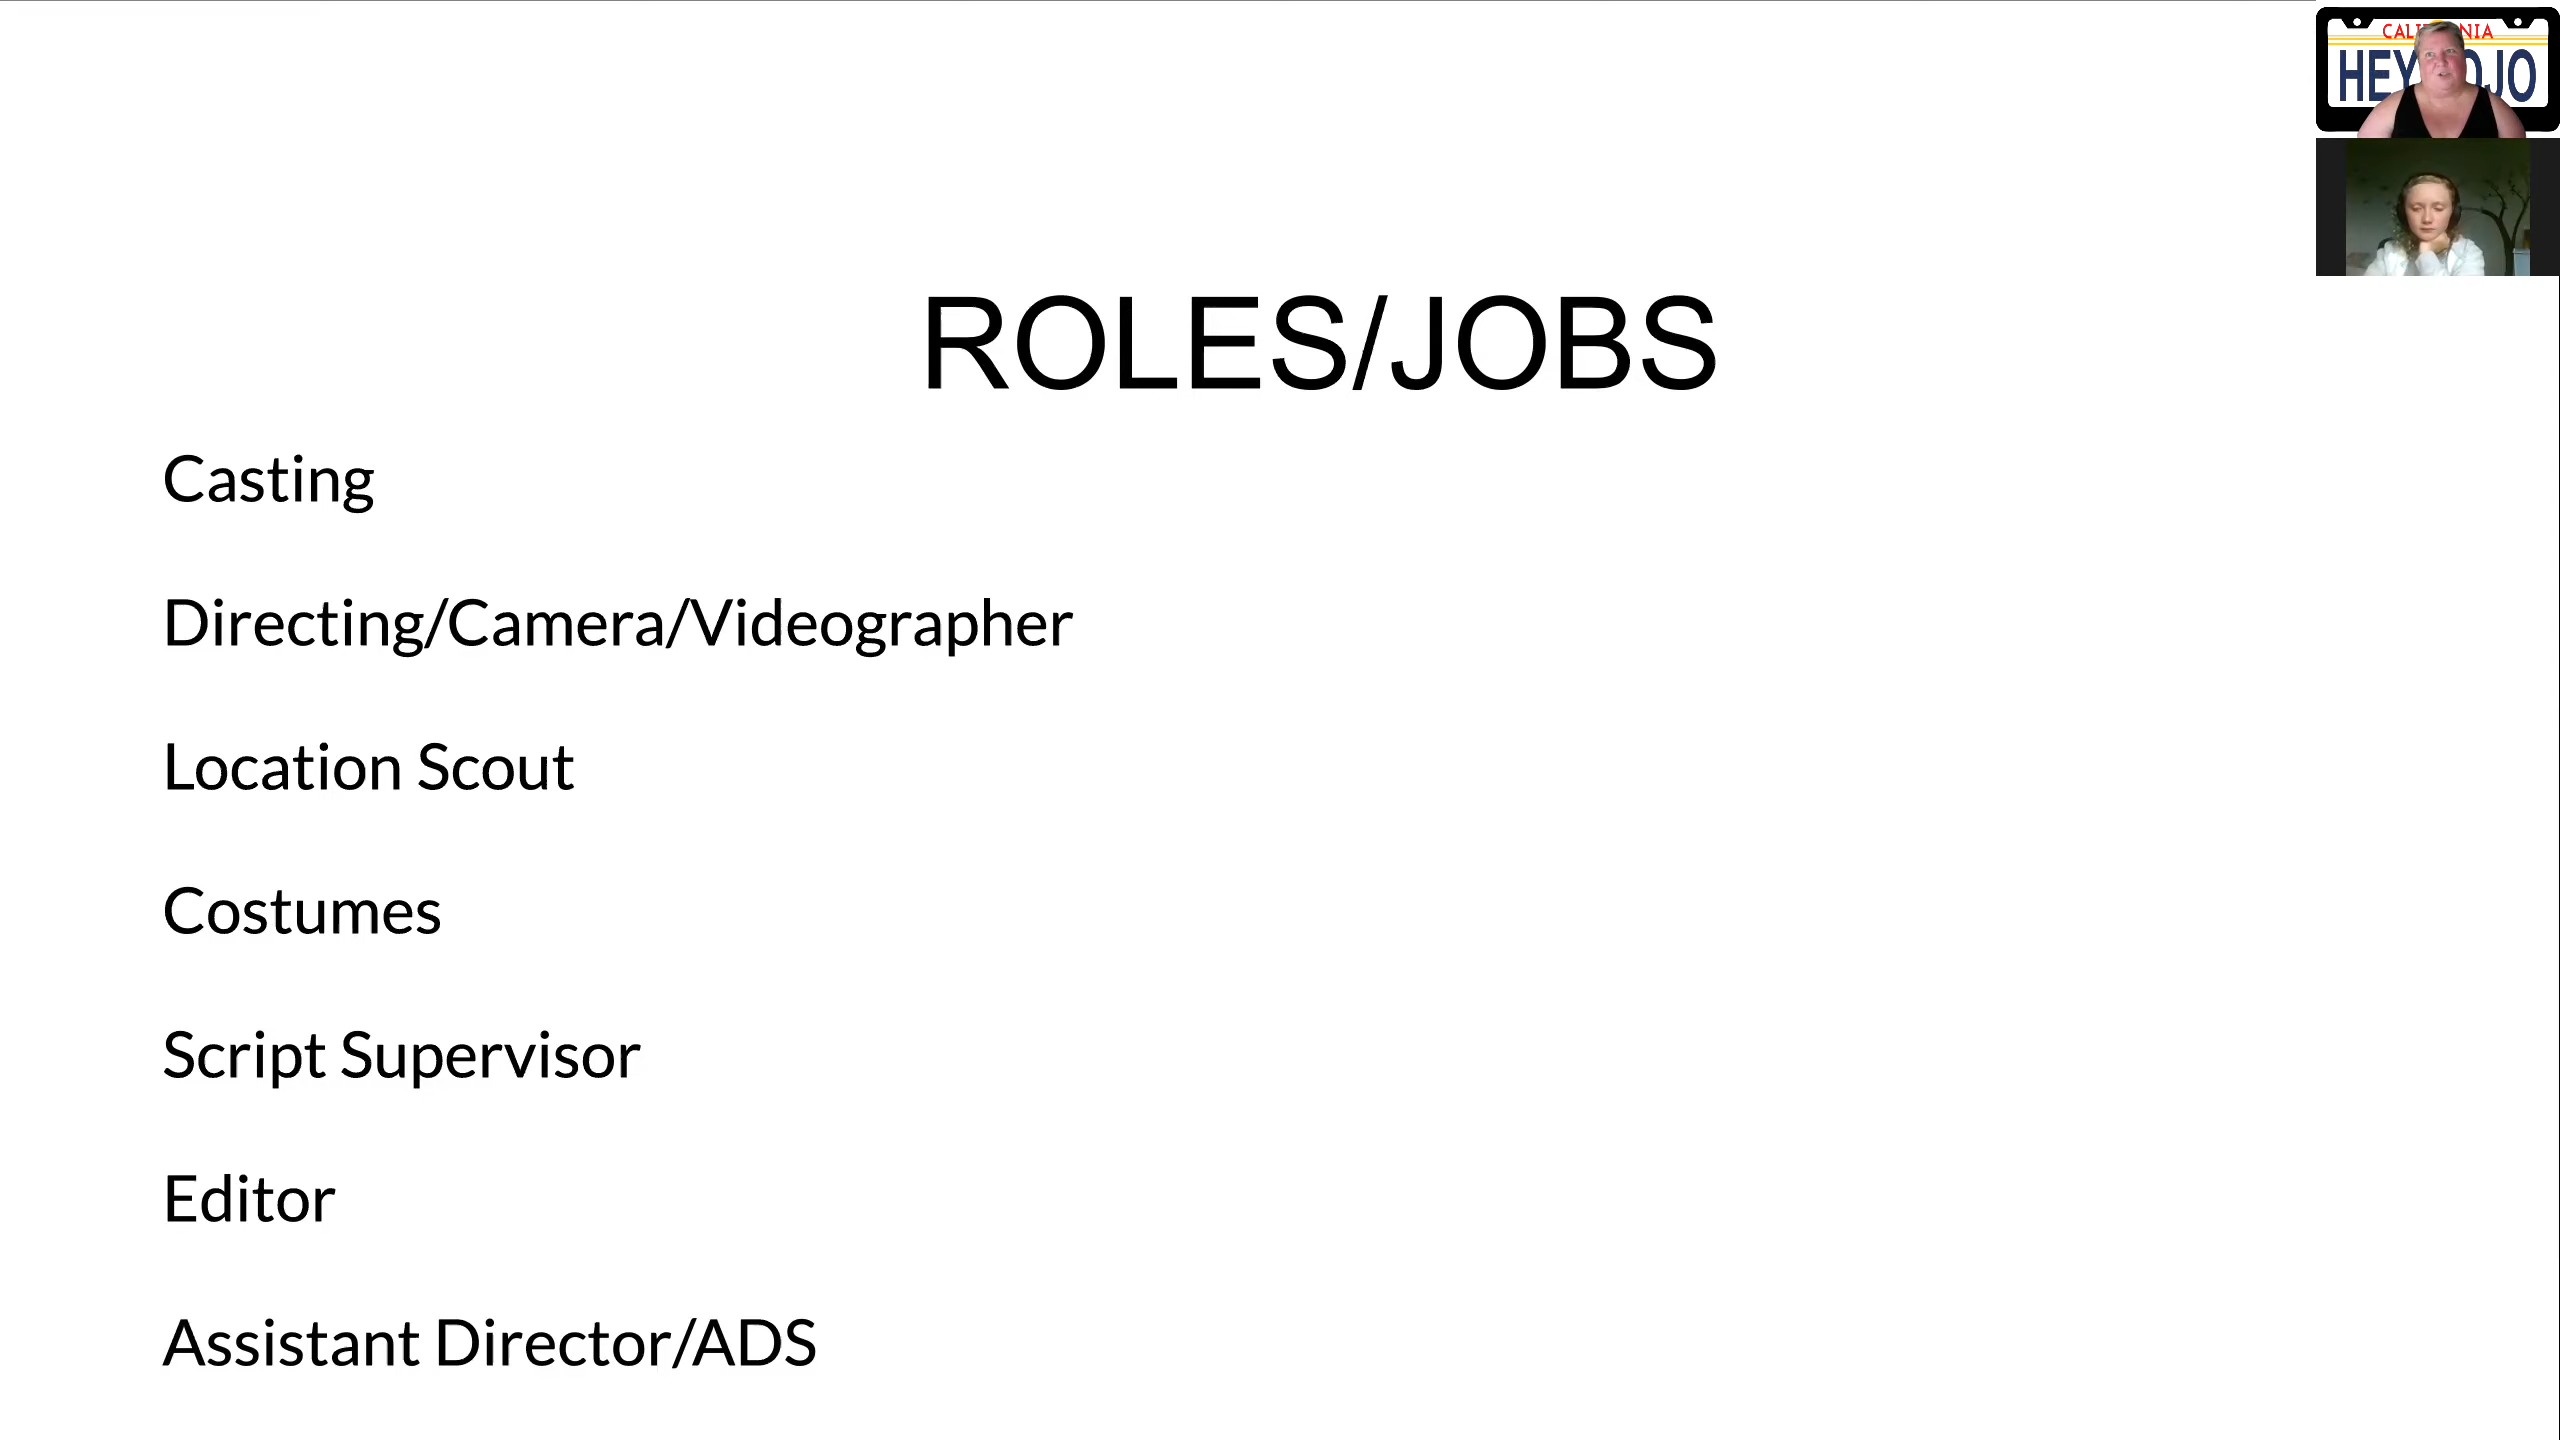 ROLES/JOBS
Casting
Directing/Camera/Videographer
Location Scout
Costumes
Script Supervisor
Editor
Assistant Director/ADS